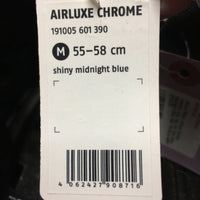 AIRLUXE CHROME
191005 601 390
M 55–58 cm
shiny midnight blue
4 062427 908716